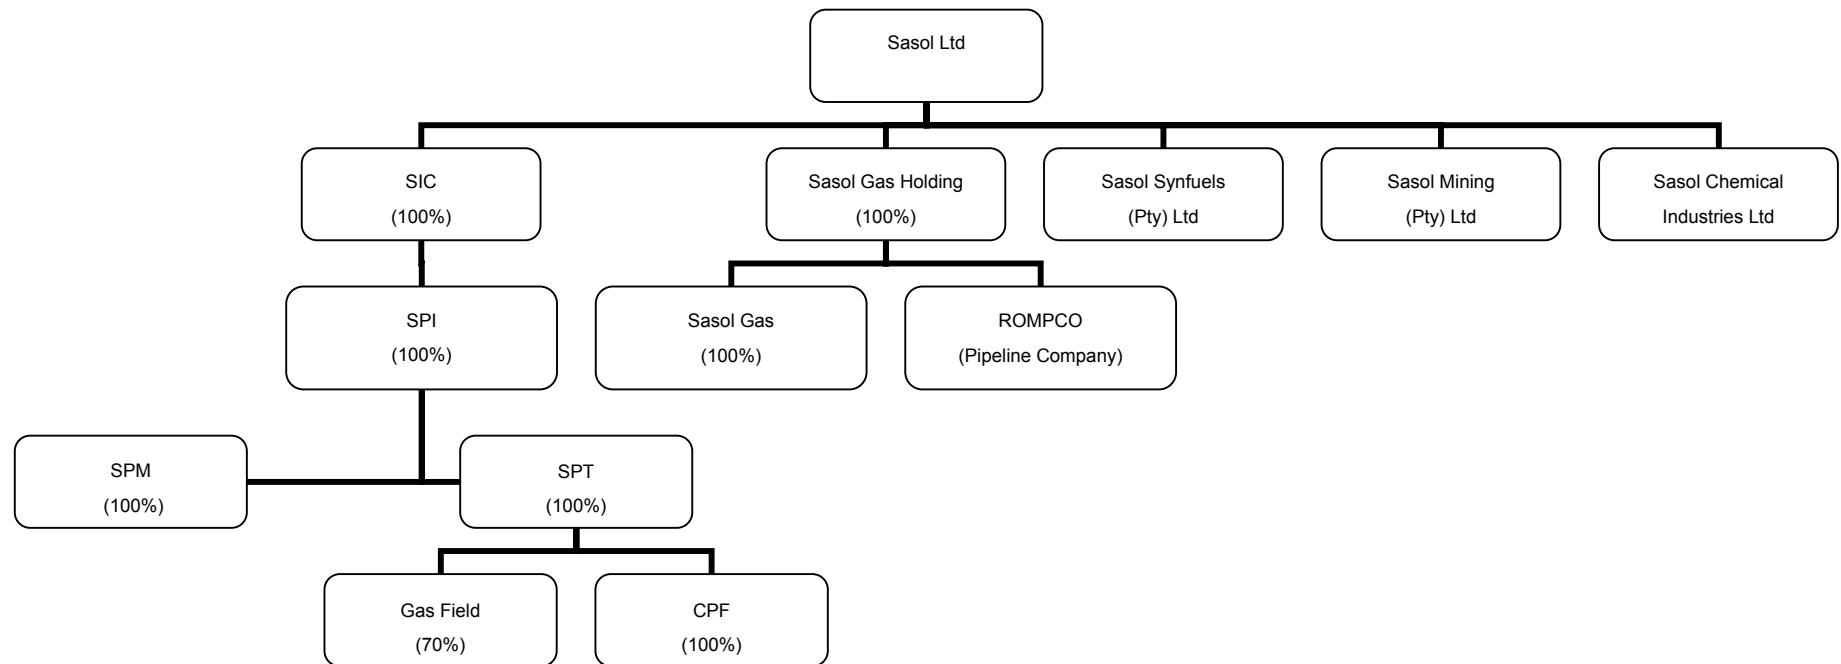 Sasol Ltd
SIC
(100%)
Sasol Gas Holding
(100%)
Sasol Synfuels
(Pty) Ltd
Sasol Mining
(Pty) Ltd
Sasol Chemical
Industries Ltd
SPI
(100%)
Sasol Gas
(100%)
ROMPCO
(Pipeline Company)
SPM
(100%)
SPT
(100%)
Gas Field
(70%)
CPF
(100%)